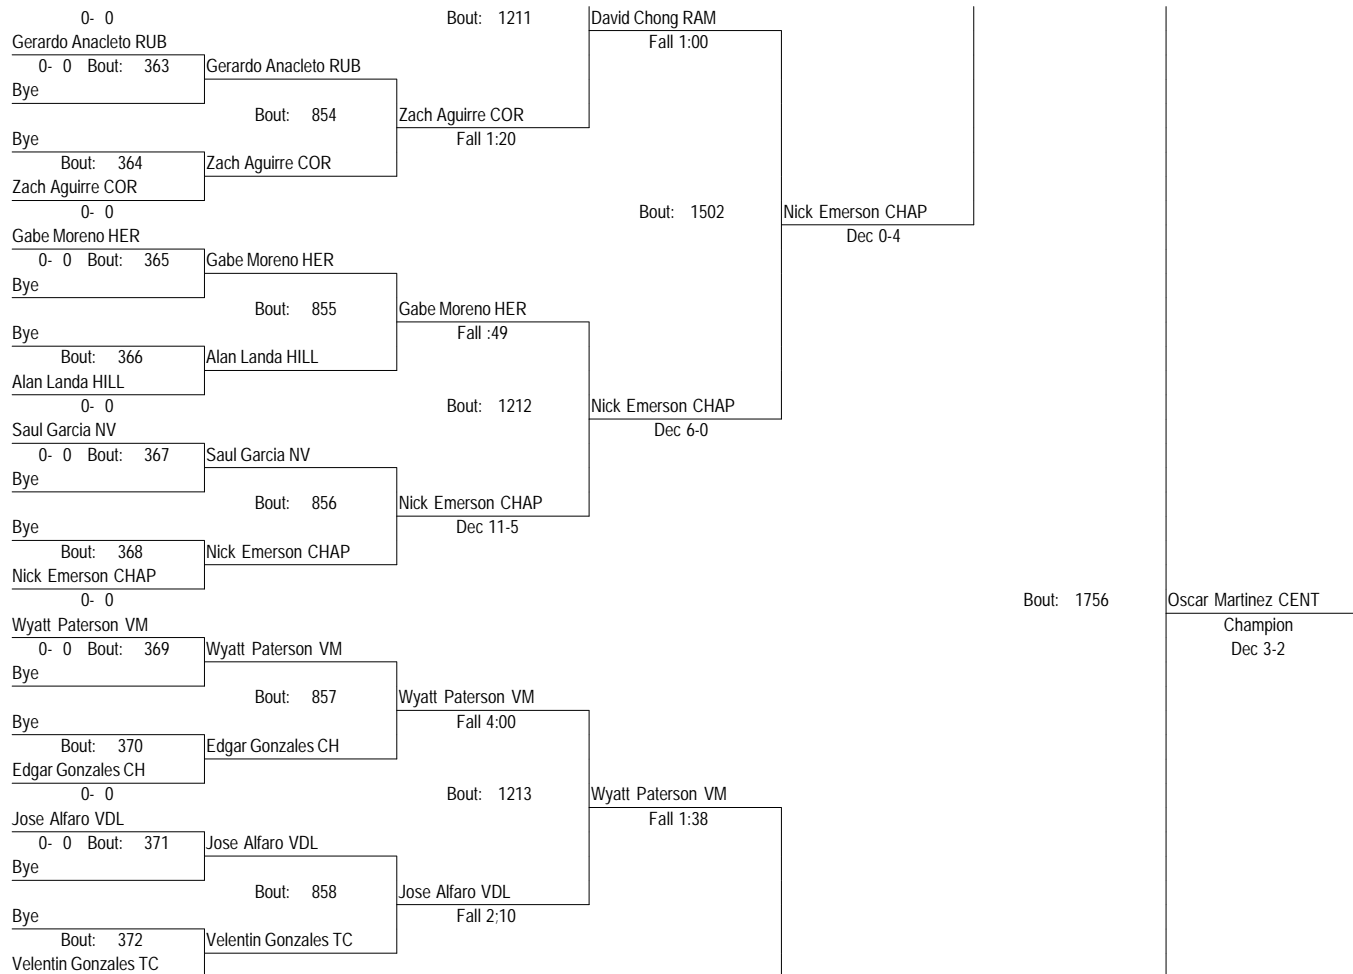 0- 0 Bout: 1211 David Chong RAM
Gerardo Anacleto RUB Fall 1:00
0- 0 Bout: 363 Gerardo Anacleto RUB
Bye
Bout: 854 Zach Aguirre COR
Bye Fall 1:20
Bout: 364 Zach Aguirre COR
Zach Aguirre COR
0- 0 Bout: 1502 Nick Emerson CHAP
Gabe Moreno HER Dec 0-4
0- 0 Bout: 365 Gabe Moreno HER
Bye
Bout: 855 Gabe Moreno HER
Bye Fall :49
Bout: 366 Alan Landa HILL
Alan Landa HILL
0- 0 Bout: 1212 Nick Emerson CHAP
Saul Garcia NV Dec 6-0
0- 0 Bout: 367 Saul Garcia NV
Bye
Bout: 856 Nick Emerson CHAP
Bye Dec 11-5
Bout: 368 Nick Emerson CHAP
Nick Emerson CHAP
0- 0 Bout: 1756 Oscar Martinez CENT
Wyatt Paterson VM Champion
0- 0 Bout: 369 Wyatt Paterson VM Dec 3-2
Bye
Bout: 857 Wyatt Paterson VM
Bye Fall 4:00
Bout: 370 Edgar Gonzales CH
Edgar Gonzales CH
0- 0 Bout: 1213 Wyatt Paterson VM
Jose Alfaro VDL Fall 1:38
0- 0 Bout: 371 Jose Alfaro VDL
Bye
Bout: 858 Jose Alfaro VDL
Bye Fall 2;10
Bout: 372 Velentin Gonzales TC
Velentin Gonzales TC